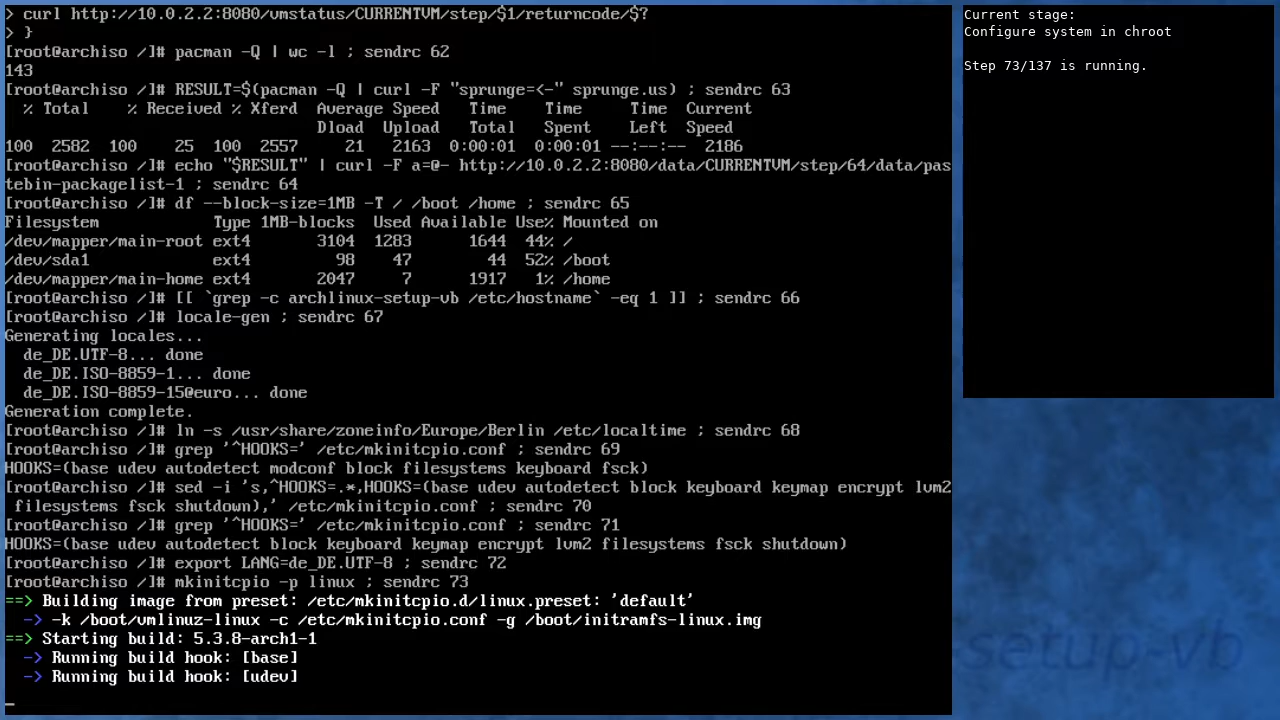 > curl http://10.0.2.2:8080/vmstatus/CURRENTVM/step/$1/returncode/$?
> }
[root@archiso /]# pacman -Q | wc -l ; sendrc 62
143
[root@archiso /]# RESULT=$(pacman -Q | curl -F "sprunge=<-" sprunge.us) ; sendrc 63
  % Total    % Received % Xferd  Average Speed   Time    Time     Time  Current
                                 Dload  Upload   Total   Spent    Left  Speed
100  2582  100    25  100  2557     21   2163  0:00:01  0:00:01 --:--:--  2186
[root@archiso /]# echo "$RESULT" | curl -F a=@- http://10.0.2.2:8080/data/CURRENTVM/step/64/data/pas
tebin-packagelist-1 ; sendrc 64
[root@archiso /]# df --block-size=1MB -T / /boot /home ; sendrc 65
Filesystem            Type 1MB-blocks  Used Available Use% Mounted on
/dev/mapper/main-root ext4       3104  1283      1644  44% /
/dev/sda1             ext4         98    47        44  52% /boot
/dev/mapper/main-home ext4       2047     7      1917   1% /home
[root@archiso /]# [[ `grep -c archlinux-setup-vb /etc/hostname` -eq 1 ]] ; sendrc 66
[root@archiso /]# locale-gen ; sendrc 67
Generating locales...
  de_DE.UTF-8... done
  de_DE.ISO-8859-1... done
  de_DE.ISO-8859-15@euro... done
Generation complete.
[root@archiso /]# ln -s /usr/share/zoneinfo/Europe/Berlin /etc/localtime ; sendrc 68
[root@archiso /]# grep '^HOOKS=' /etc/mkinitcpio.conf ; sendrc 69
HOOKS=(base udev autodetect modconf block filesystems keyboard fsck)
[root@archiso /]# sed -i 's,^HOOKS=.*,HOOKS=(base udev autodetect block keyboard keymap encrypt lvm2
 filesystems fsck shutdown),' /etc/mkinitcpio.conf ; sendrc 70
[root@archiso /]# grep '^HOOKS=' /etc/mkinitcpio.conf ; sendrc 71
HOOKS=(base udev autodetect block keyboard keymap encrypt lvm2 filesystems fsck shutdown)
[root@archiso /]# export LANG=de_DE.UTF-8 ; sendrc 72
[root@archiso /]# mkinitcpio -p linux ; sendrc 73
==> Building image from preset: /etc/mkinitcpio.d/linux.preset: 'default'
  -> -k /boot/vmlinuz-linux -c /etc/mkinitcpio.conf -g /boot/initramfs-linux.img
==> Starting build: 5.3.8-arch1-1
  -> Running build hook: [base]
  -> Running build hook: [udev]
Current stage:
Configure system in chroot
Step 73/137 is running.
-setup-vb